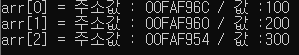 arr[0] = 주소값 : 00FAF96C / 값 :100
arr[1] = 주소값 : 00FAF960 / 값 :200
arr[2] = 주소값 : 00FAF954 / 값 :300